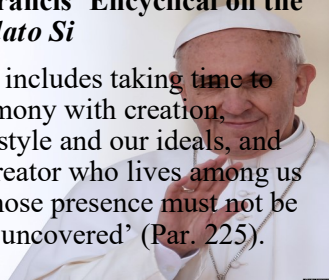 rancis' Encyclical on the
lato Si
includes taking time to
mony with creation,
style and our ideals, and
reator who lives among us
hose presence must not be
uncovered' (Par. 225).